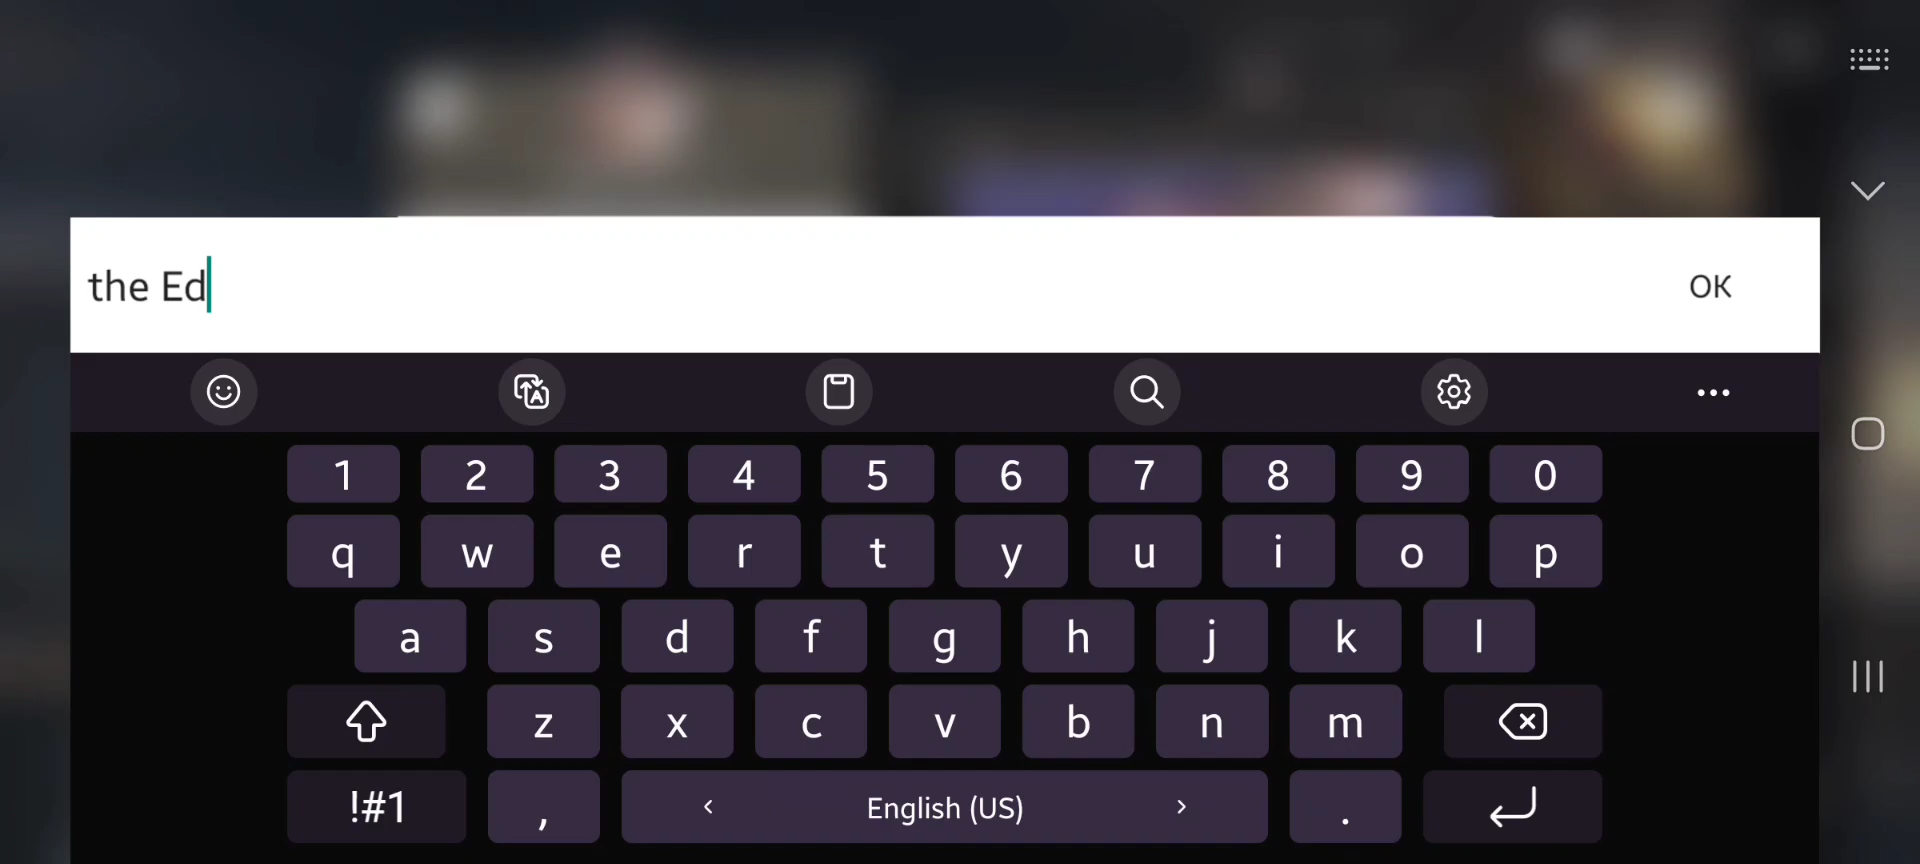 the Ed
OK
1 2 3 4 5 6 7 8 9 0
q w e r t y u i o p
a s d f g h j k l
z x c v b n m
!#1 , English (US) .